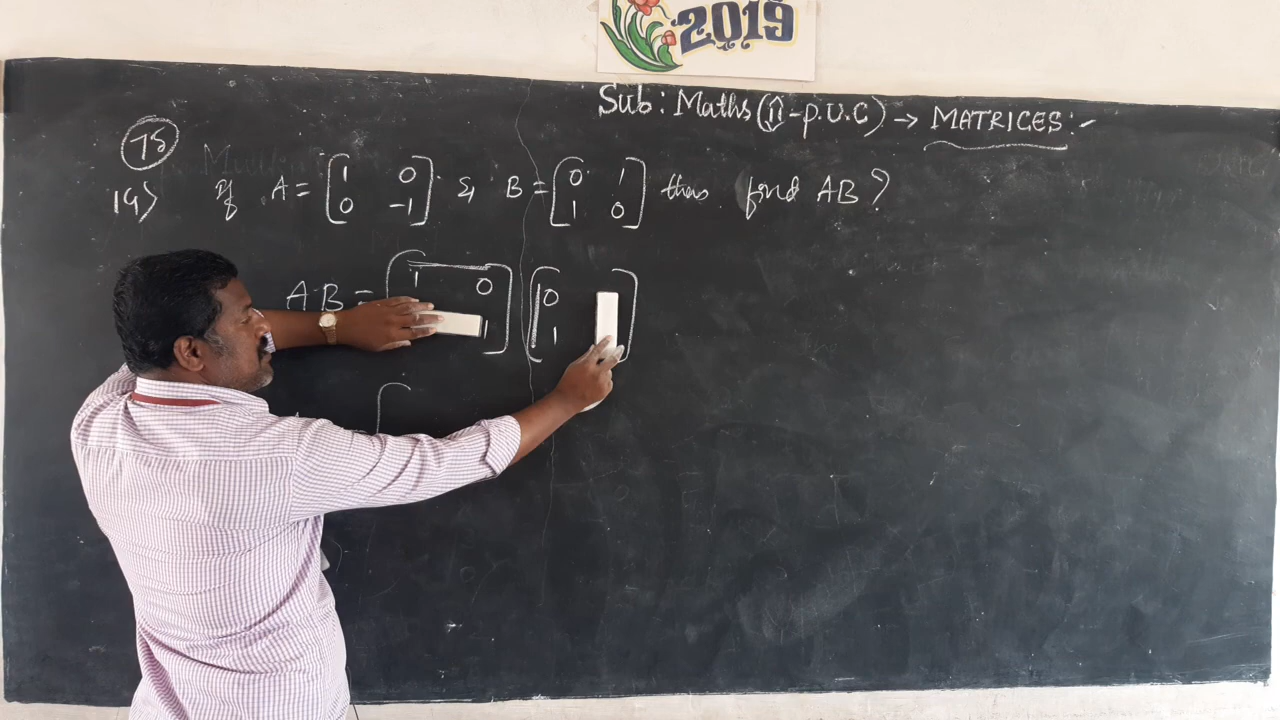 2019
Sub : Maths (II - P.U.C) → MATRICES :-
75
19) If A = [1 0 0 -1] & B = [0 1 1 0] then find AB ?
AB = [1 0 1] [0 1]